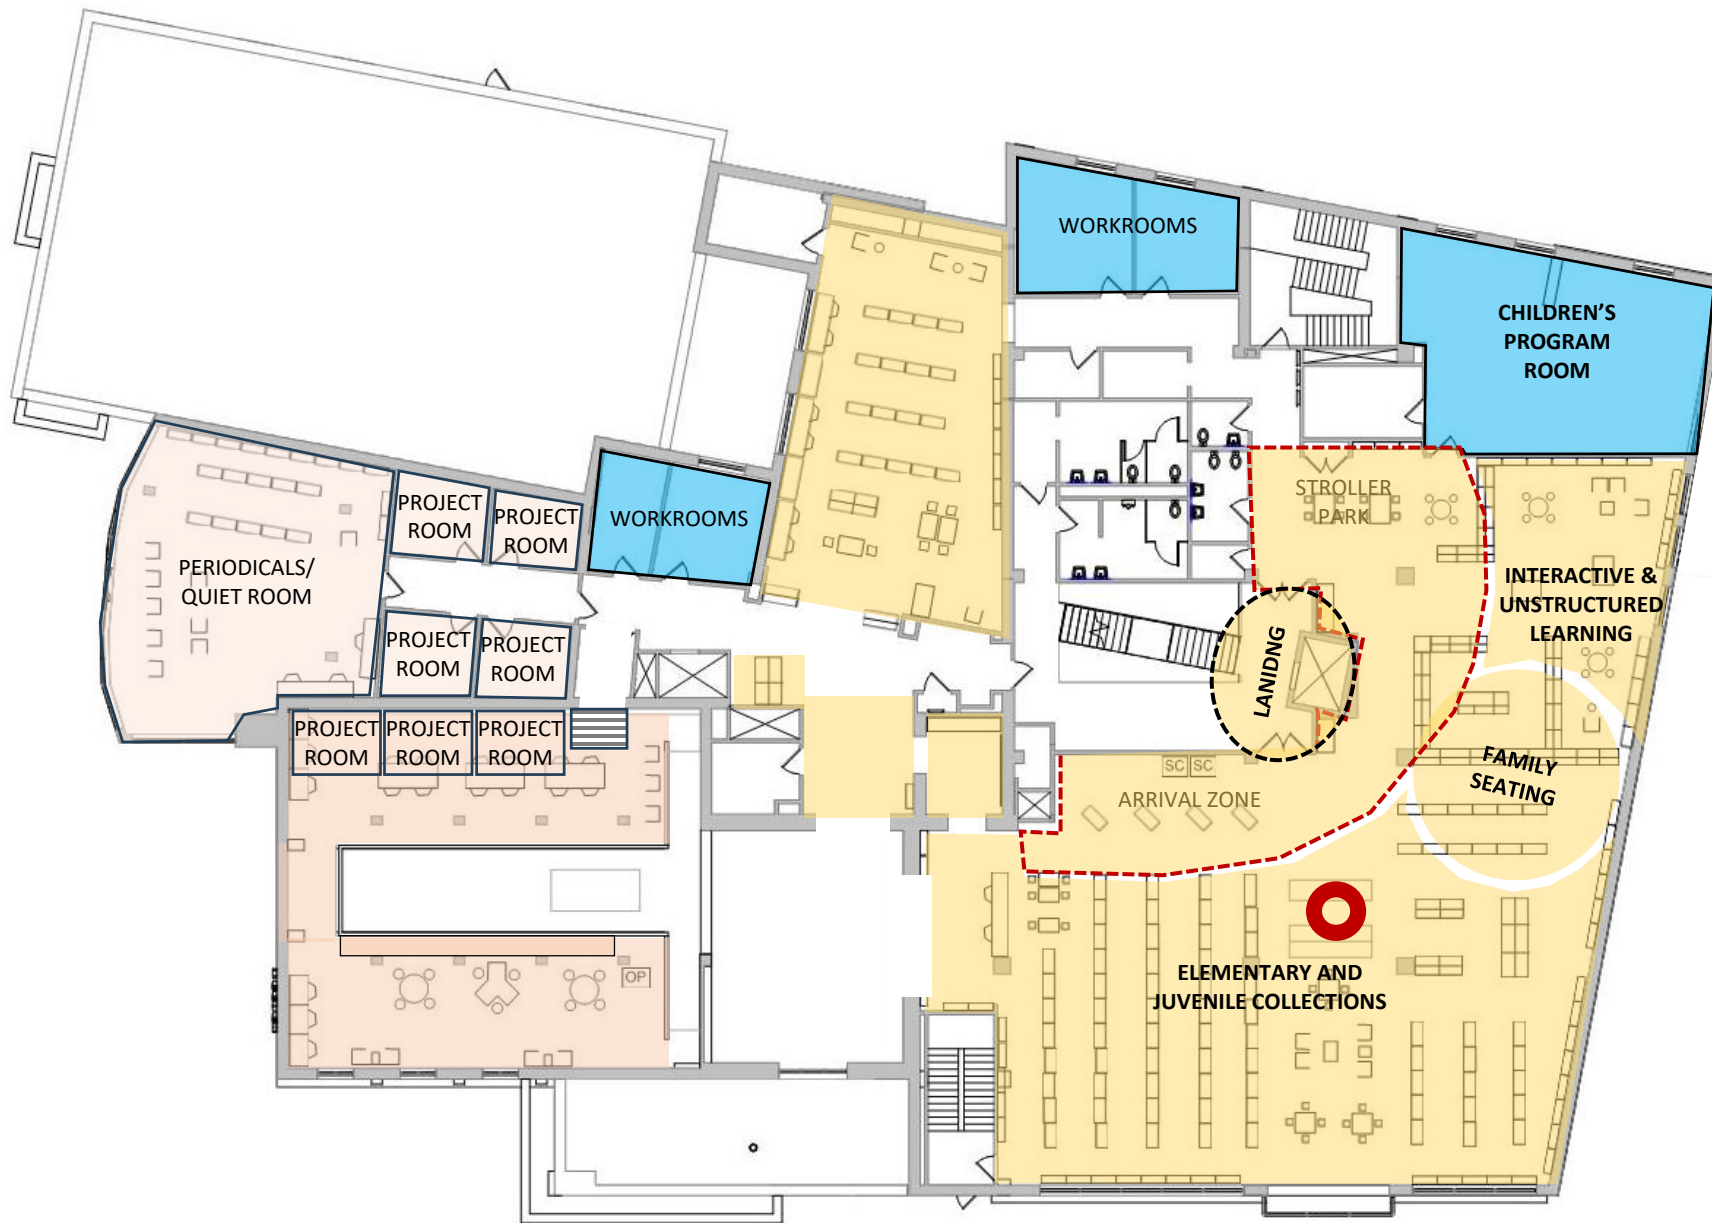 WORKROOMS
CHILDREN'S
PROGRAM
ROOM
PROJECT
ROOM
PROJECT
ROOM
WORKROOMS
STROLLER
PARK
PERIODICALS/
QUIET ROOM
INTERACTIVE &
UNSTRUCTURED
LEARNING
PROJECT
ROOM
PROJECT
ROOM
LANIDNG
PROJECT
ROOM
PROJECT
ROOM
PROJECT
ROOM
FAMILY
SEATING
SC SC
ARRIVAL ZONE
OP
ELEMENTARY AND
JUVENILE COLLECTIONS